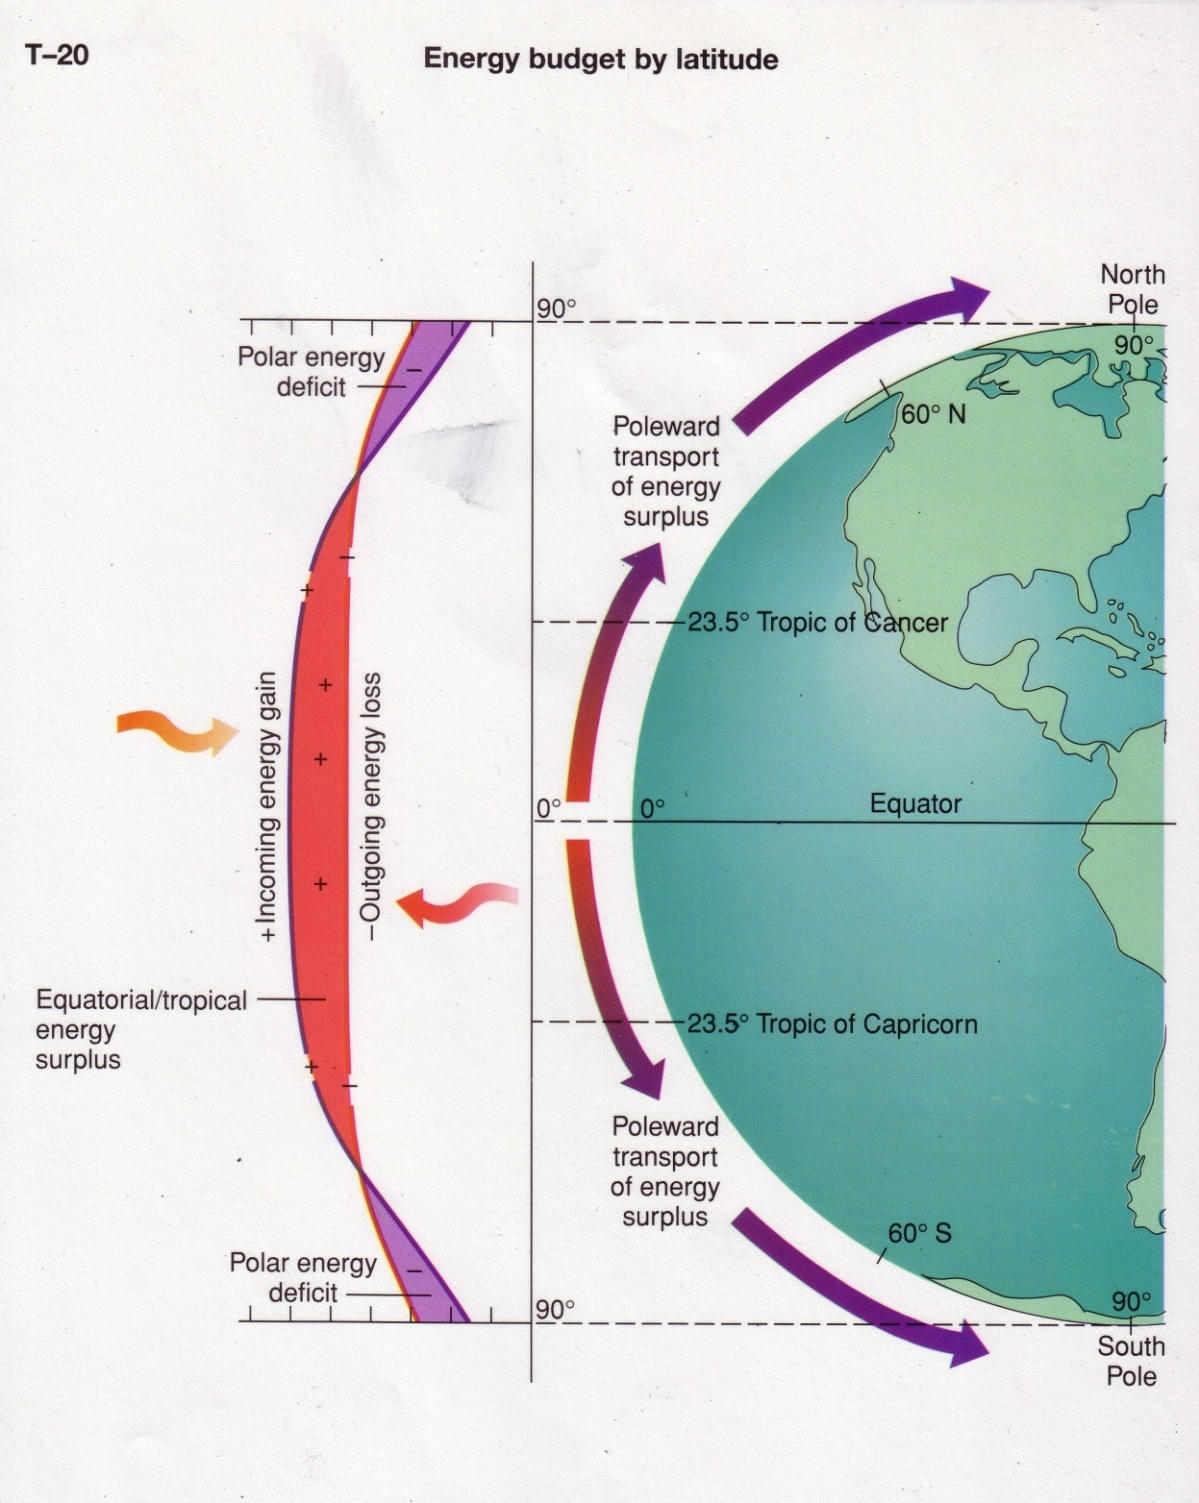 T–20
Energy budget by latitude
North
Pole
90°
90°
Polar energy
deficit
−
60° N
Poleward
transport
of energy
surplus
−
+
23.5° Tropic of Cancer
+
+Incoming energy gain
−Outgoing energy loss
+
0°
0°
Equator
+
Equatorial/tropical
energy
surplus
23.5° Tropic of Capricorn
+
−
Poleward
transport
of energy
surplus
60° S
Polar energy
deficit
−
90°
90°
South
Pole